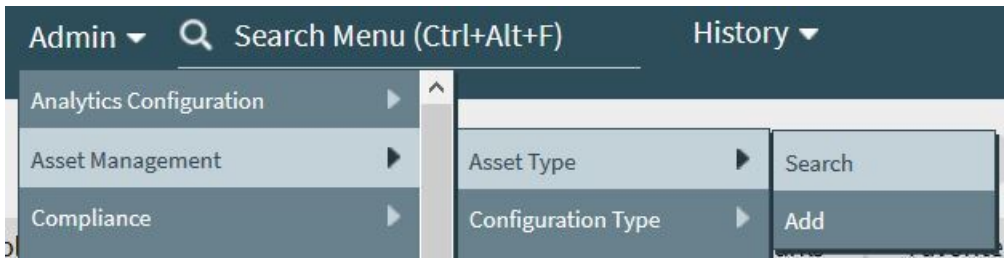 Admin Search Menu (Ctrl+Alt+F) History
Analytics Configuration
Asset Management Asset Type Search
Compliance Configuration Type Add